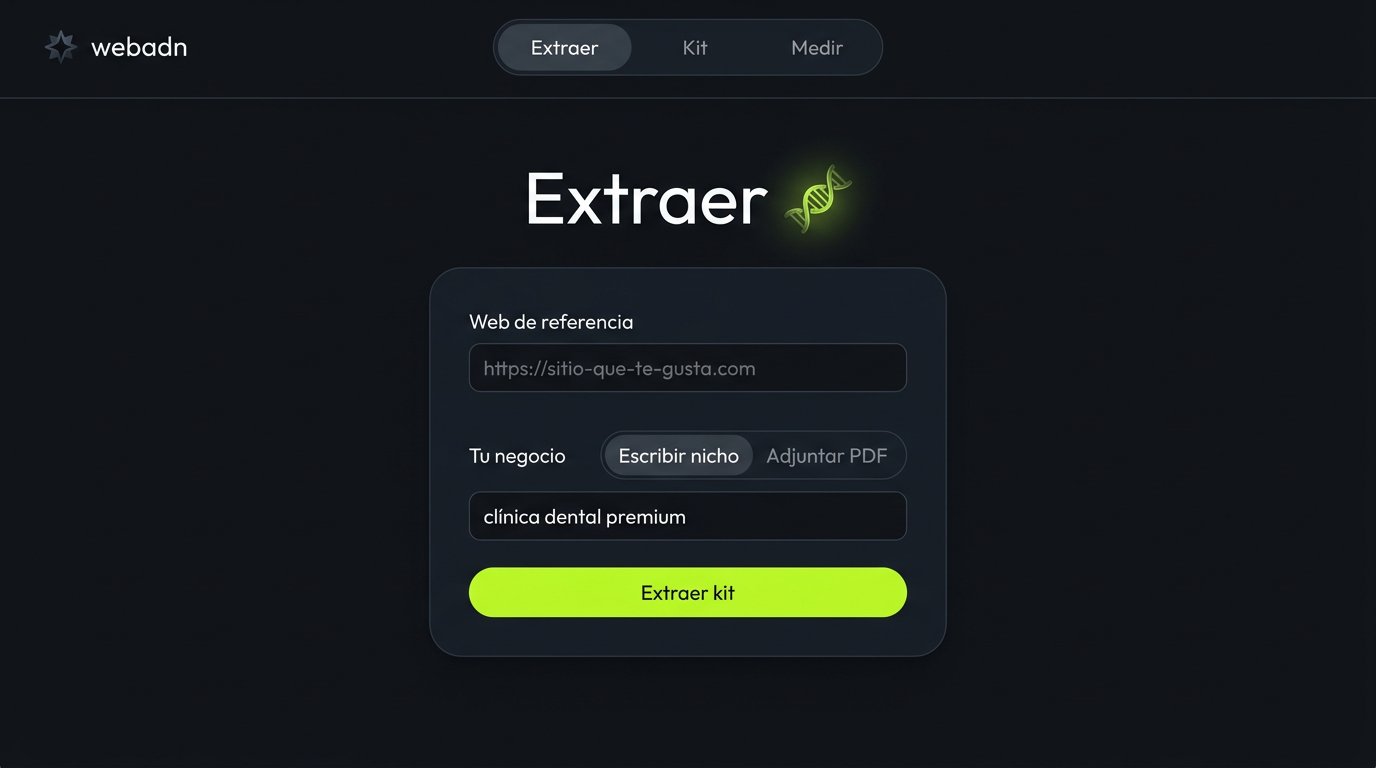 webadn
Extraer Kit Medir
Extraer
Web de referencia
https://sitio-que-te-gusta.com
Tu negocio Escribir nicho Adjuntar PDF
clínica dental premium
Extraer kit